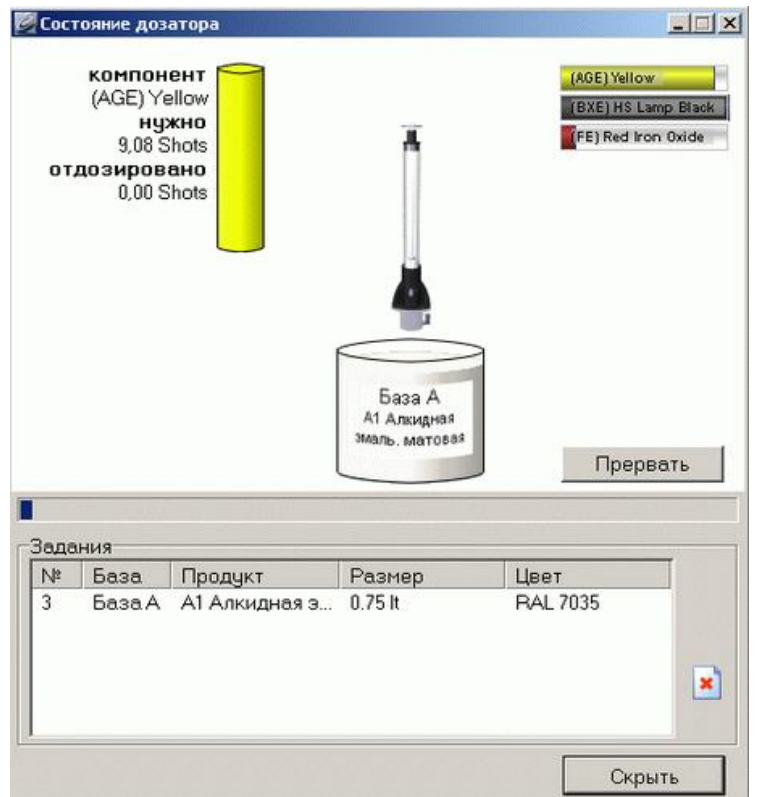 Состояние дозатора
компонент
(AGE) Yellow
нужно
9,08 Shots
отдозировано
0,00 Shots
(AGE) Yellow
(BXE) HS Lamp Black
(FE) Red Iron Oxide
База А
А1 Алкидная
эмаль. матовая
Прервать
Задания
№ База Продукт Размер Цвет
3 База А А1 Алкидная э... 0.75 lt RAL 7035
Скрыть